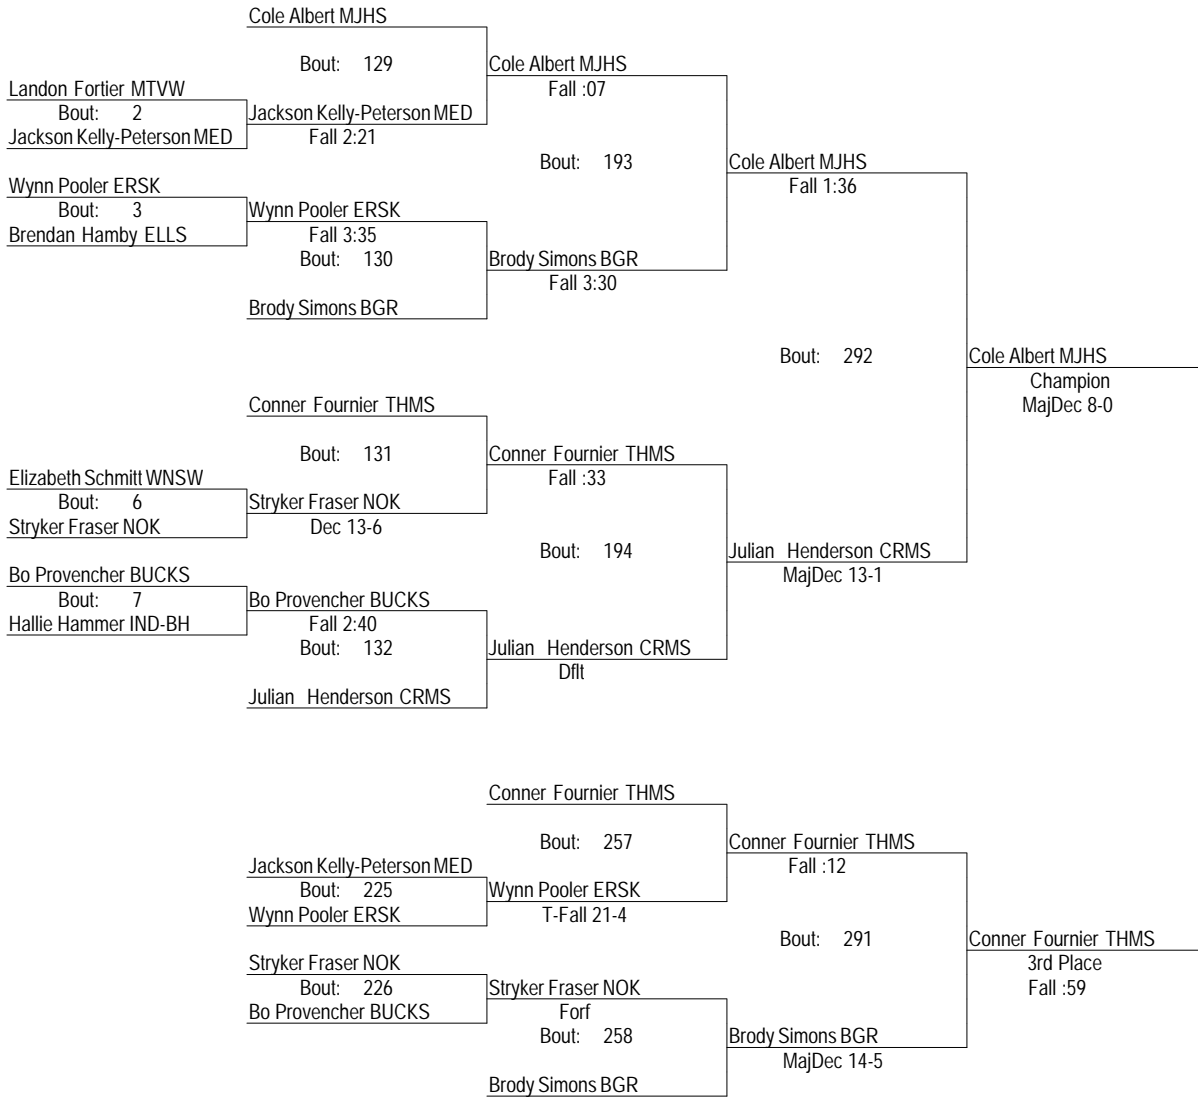 Cole Albert MJHS
Bout: 129
Cole Albert MJHS
Fall :07
Landon Fortier MTVW
Bout: 2
Jackson Kelly-Peterson MED
Jackson Kelly-Peterson MED
Fall 2:21
Bout: 193
Cole Albert MJHS
Fall 1:36
Wynn Pooler ERSK
Bout: 3
Brendan Hamby ELLS
Wynn Pooler ERSK
Fall 3:35
Bout: 130
Brody Simons BGR
Fall 3:30
Brody Simons BGR
Bout: 292
Cole Albert MJHS
Champion
MajDec 8-0
Conner Fournier THMS
Bout: 131
Conner Fournier THMS
Fall :33
Elizabeth Schmitt WNSW
Bout: 6
Stryker Fraser NOK
Stryker Fraser NOK
Dec 13-6
Bout: 194
Julian Henderson CRMS
MajDec 13-1
Bo Provencher BUCKS
Bout: 7
Hallie Hammer IND-BH
Bo Provencher BUCKS
Fall 2:40
Bout: 132
Julian Henderson CRMS
Dflt
Julian Henderson CRMS
Conner Fournier THMS
Bout: 257
Conner Fournier THMS
Fall :12
Jackson Kelly-Peterson MED
Bout: 225
Wynn Pooler ERSK
Wynn Pooler ERSK
T-Fall 21-4
Bout: 291
Conner Fournier THMS
3rd Place
Fall :59
Stryker Fraser NOK
Bout: 226
Bo Provencher BUCKS
Stryker Fraser NOK
Forf
Bout: 258
Brody Simons BGR
MajDec 14-5
Brody Simons BGR